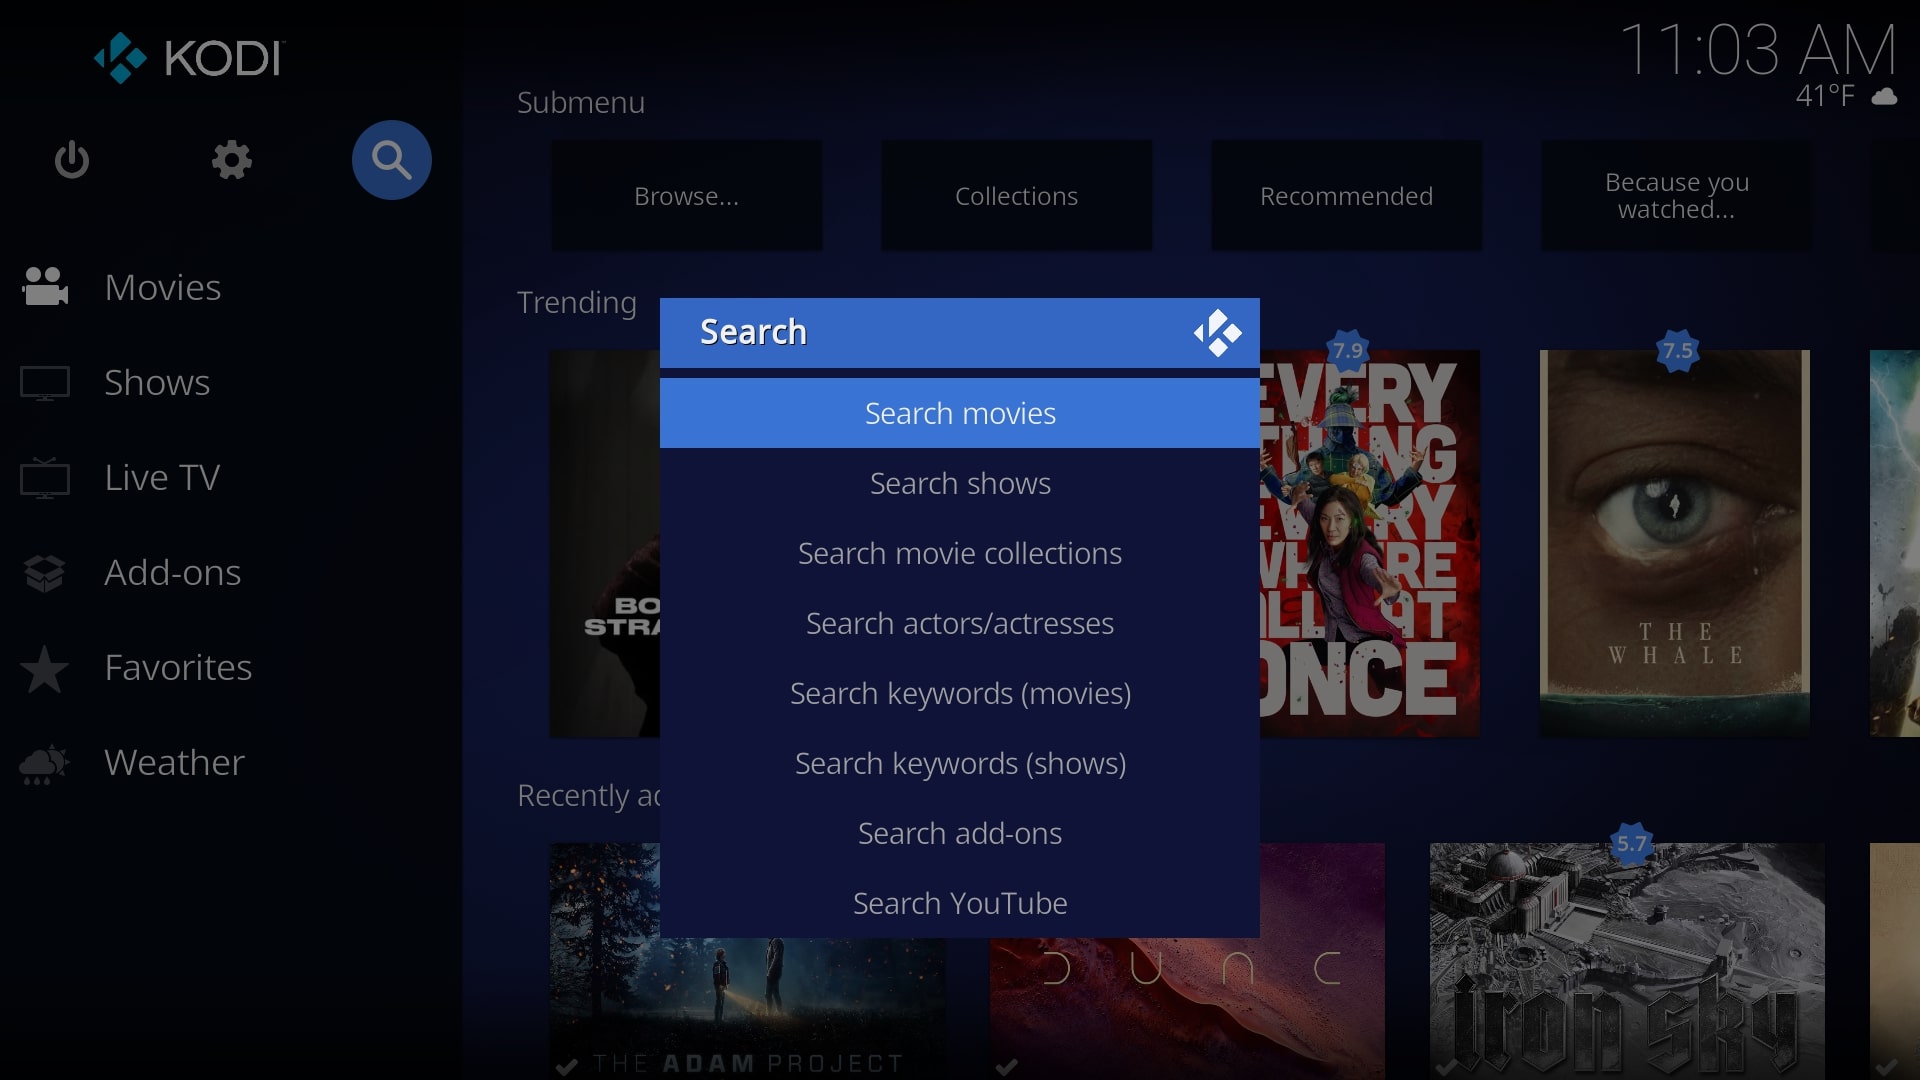 KODI
11:03 AM
41°F
Submenu
Browse...
Collections
Recommended
Because you
watched...
Movies
Shows
Live TV
Add-ons
Favorites
Weather
Trending
Search
Search movies
Search shows
Search movie collections
Search actors/actresses
Search keywords (movies)
Search keywords (shows)
Search add-ons
Search YouTube
BO
STRA
7.9
EVERY
THING
EVERY
WHERE
ALL AT
ONCE
7.5
THE
WHALE
Recently ad
THE ADAM PROJECT
DUNC
5.7
iron sky